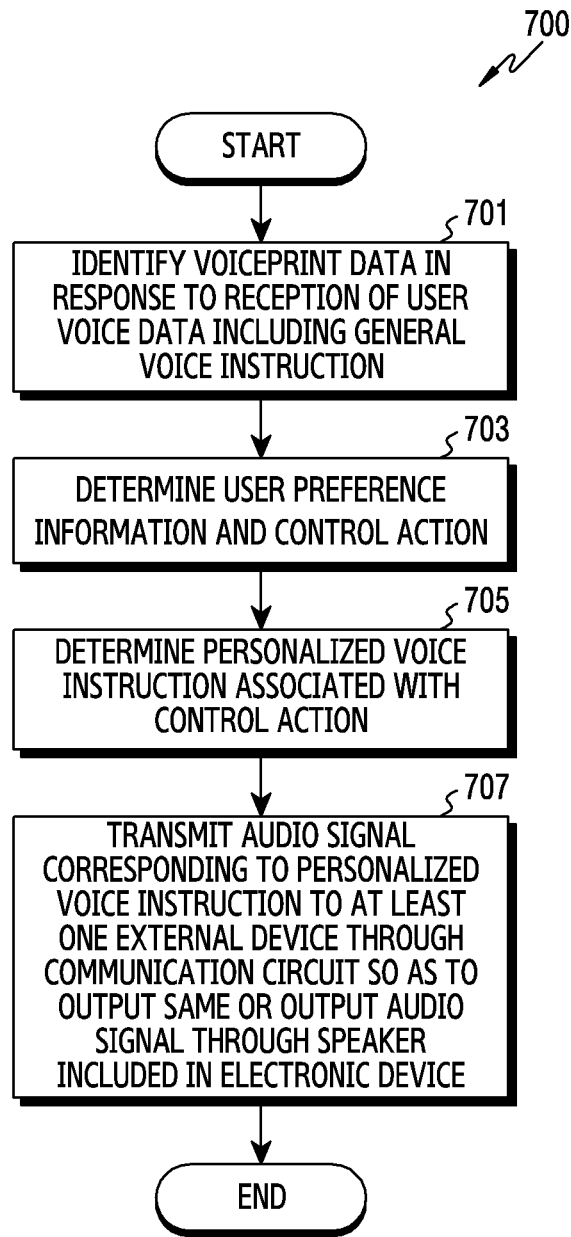 700
START
701
IDENTIFY VOICEPRINT DATA IN
RESPONSE TO RECEPTION OF USER
VOICE DATA INCLUDING GENERAL
VOICE INSTRUCTION
703
DETERMINE USER PREFERENCE
INFORMATION AND CONTROL ACTION
705
DETERMINE PERSONALIZED VOICE
INSTRUCTION ASSOCIATED WITH
CONTROL ACTION
707
TRANSMIT AUDIO SIGNAL
CORRESPONDING TO PERSONALIZED
VOICE INSTRUCTION TO AT LEAST
ONE EXTERNAL DEVICE THROUGH
COMMUNICATION CIRCUIT SO AS TO
OUTPUT SAME OR OUTPUT AUDIO
SIGNAL THROUGH SPEAKER
INCLUDED IN ELECTRONIC DEVICE
END